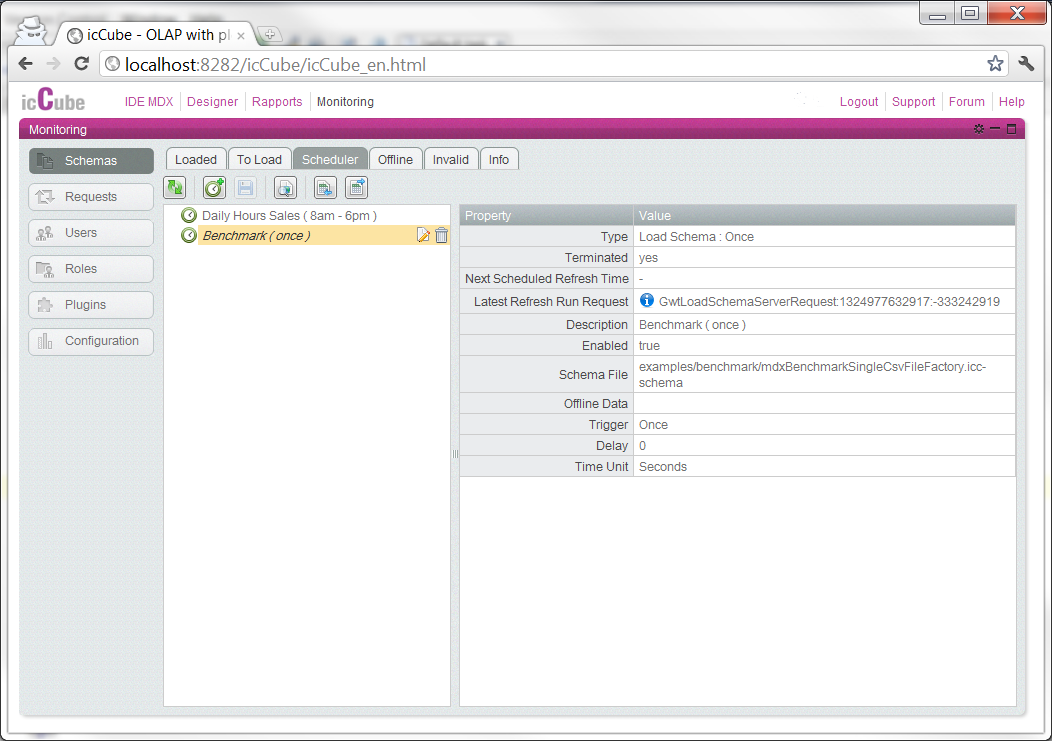 icCube - OLAP with pl
localhost:8282/icCube/icCube_en.html
icCube IDE MDX Designer Rapports Monitoring Logout Support Forum Help
Monitoring
Schemas
Requests
Users
Roles
Plugins
Configuration
Loaded To Load Scheduler Offline Invalid Info
Daily Hours Sales ( 8am - 6pm )
Benchmark ( once )
Property Value
Type Load Schema : Once
Terminated yes
Next Scheduled Refresh Time -
Latest Refresh Run Request GwtLoadSchemaServerRequest:1324977632917:-333242919
Description Benchmark ( once )
Enabled true
Schema File examples/benchmark/mdxBenchmarkSingleCsvFileFactory.icc-
schema
Offline Data
Trigger Once
Delay 0
Time Unit Seconds